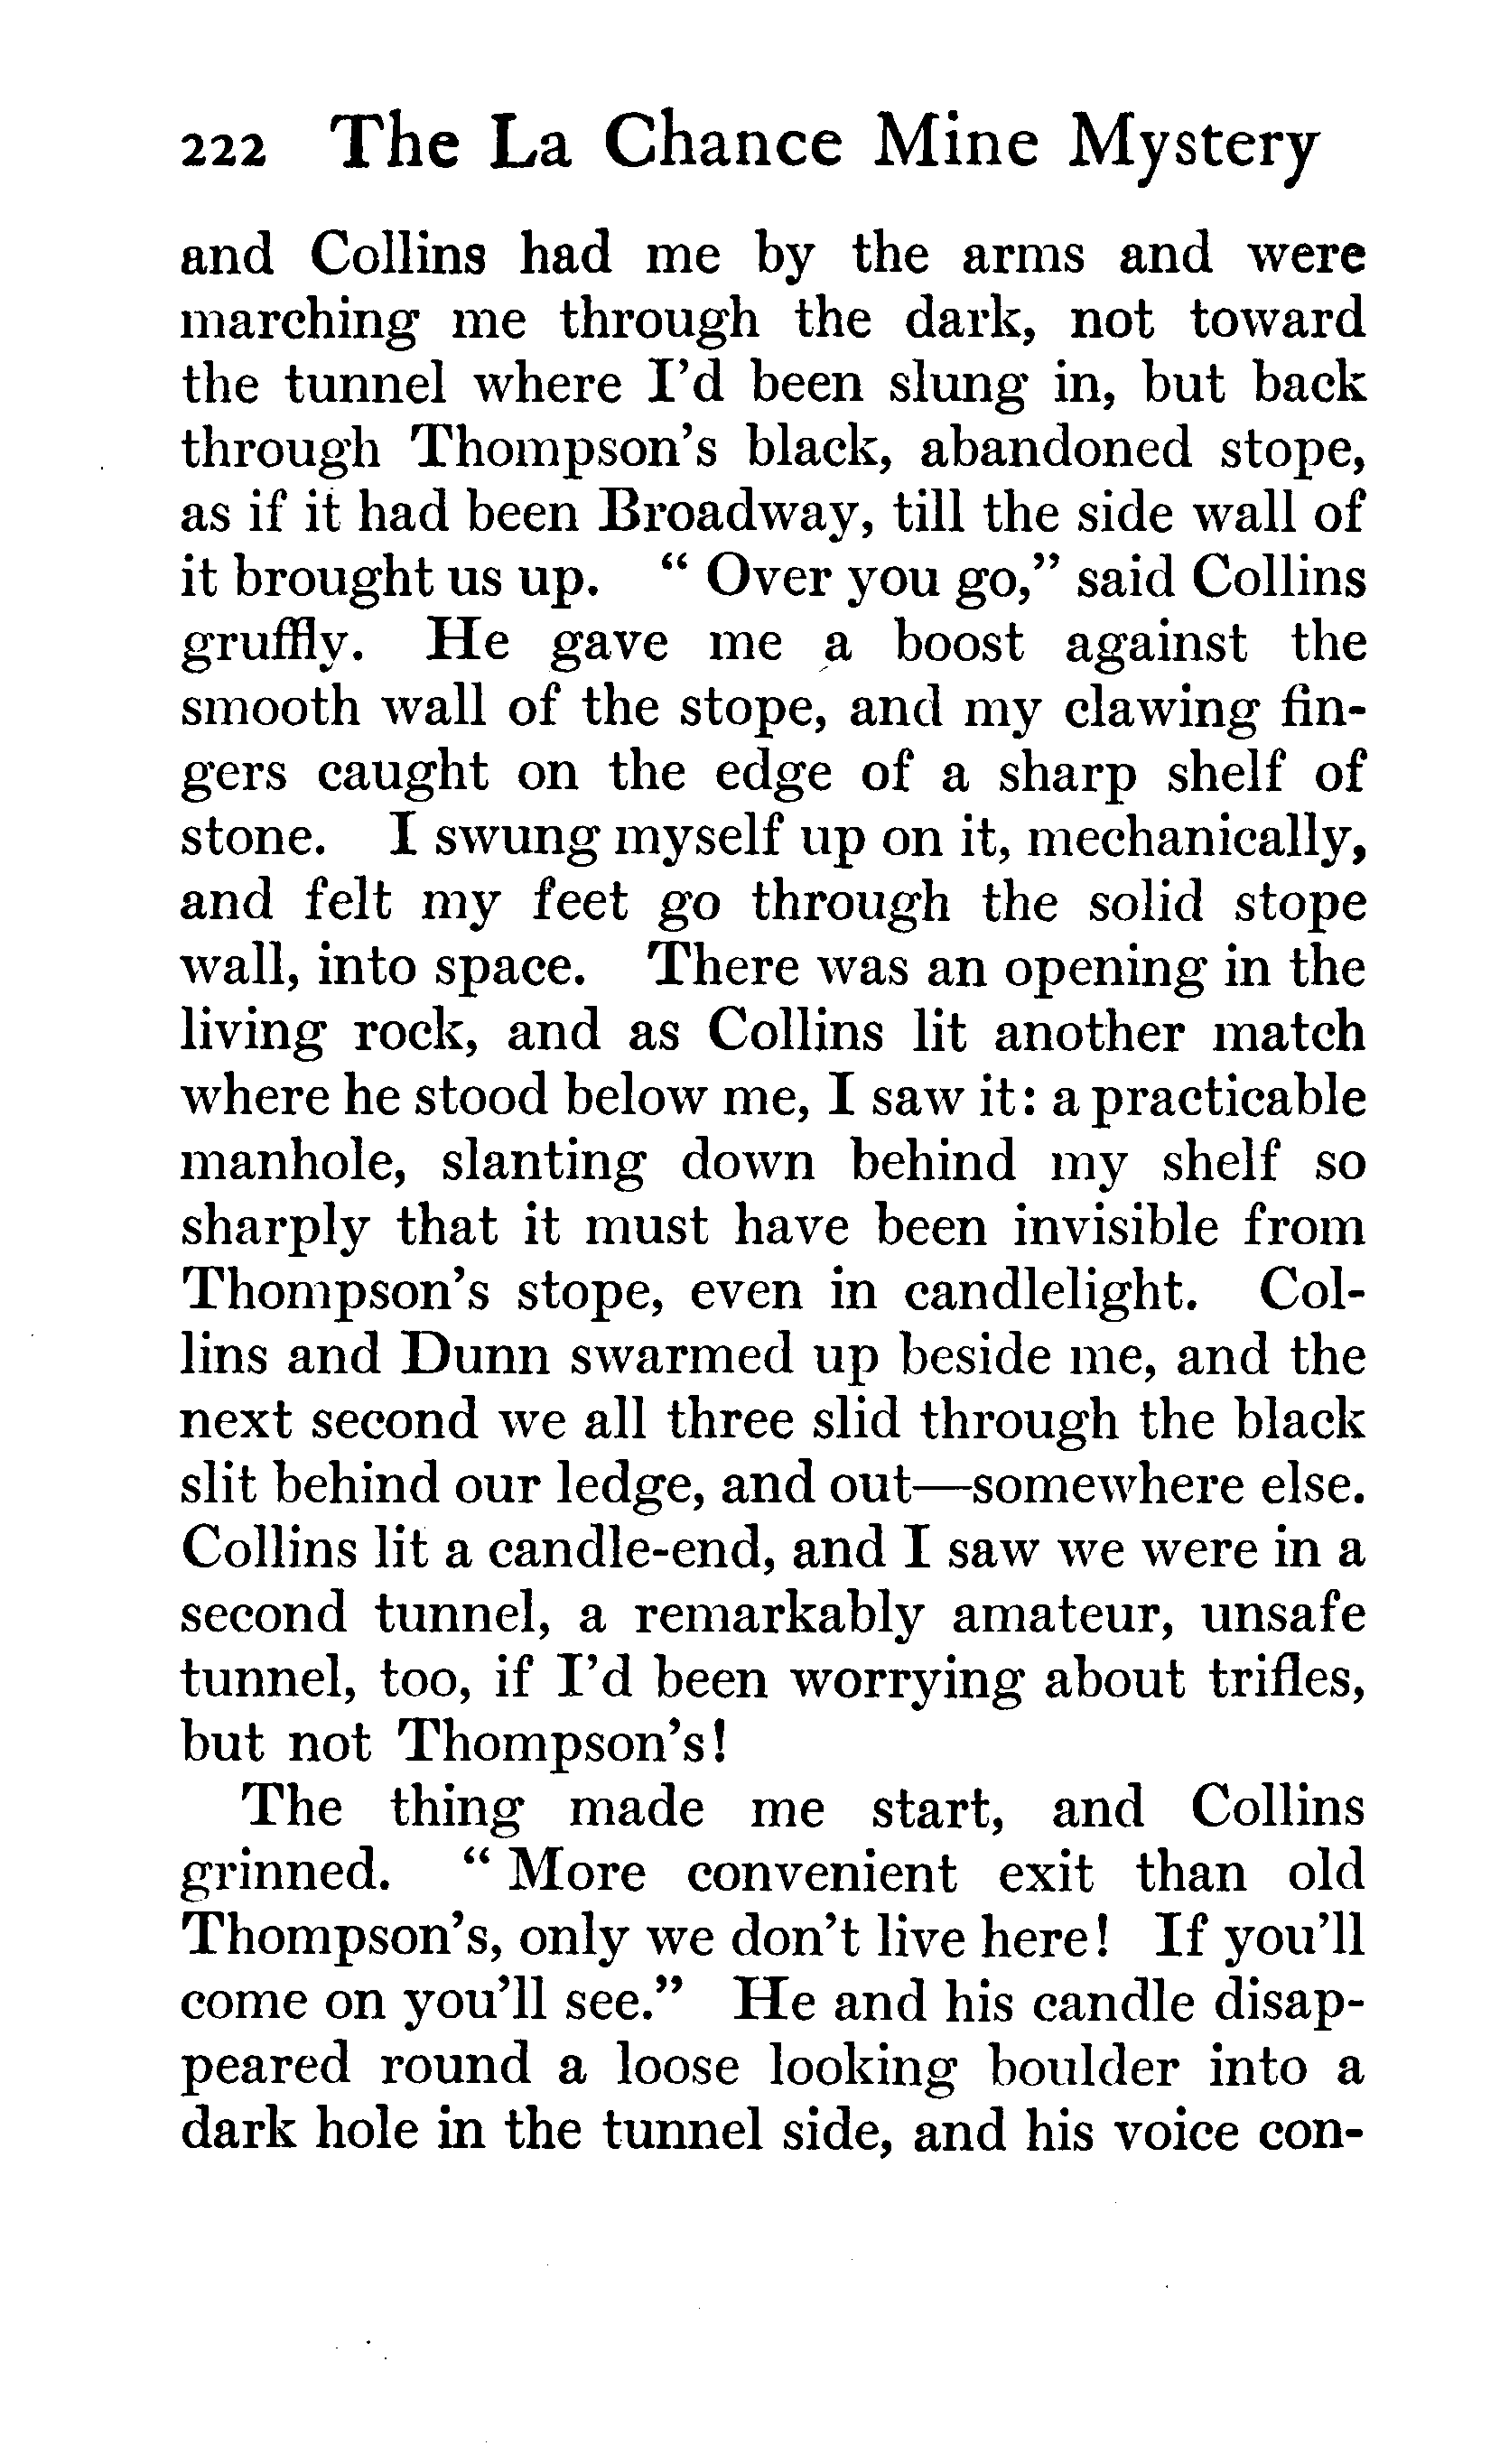 222 The La Chance Mine Mystery
and Collins had me by the arms and were
marching me through the dark, not toward
the tunnel where I'd been slung in, but back
through Thompson's black, abandoned stope,
as if it had been Broadway, till the side wall of
it brought us up. " Over you go," said Collins
gruffly. He gave me a boost against the
smooth wall of the stope, and my clawing fin-
gers caught on the edge of a sharp shelf of
stone. I swung myself up on it, mechanically,
and felt my feet go through the solid stope
wall, into space. There was an opening in the
living rock, and as Collins lit another match
where he stood below me, I saw it: a practicable
manhole, slanting down behind my shelf so
sharply that it must have been invisible from
Thompson's stope, even in candlelight. Col-
lins and Dunn swarmed up beside me, and the
next second we all three slid through the black
slit behind our ledge, and out—somewhere else.
Collins lit a candle-end, and I saw we were in a
second tunnel, a remarkably amateur, unsafe
tunnel, too, if I'd been worrying about trifles,
but not Thompson's!
The thing made me start, and Collins
grinned. " More convenient exit than old
Thompson's, only we don't live here! If you'll
come on you'll see." He and his candle disap-
peared round a loose looking boulder into a
dark hole in the tunnel side, and his voice con-